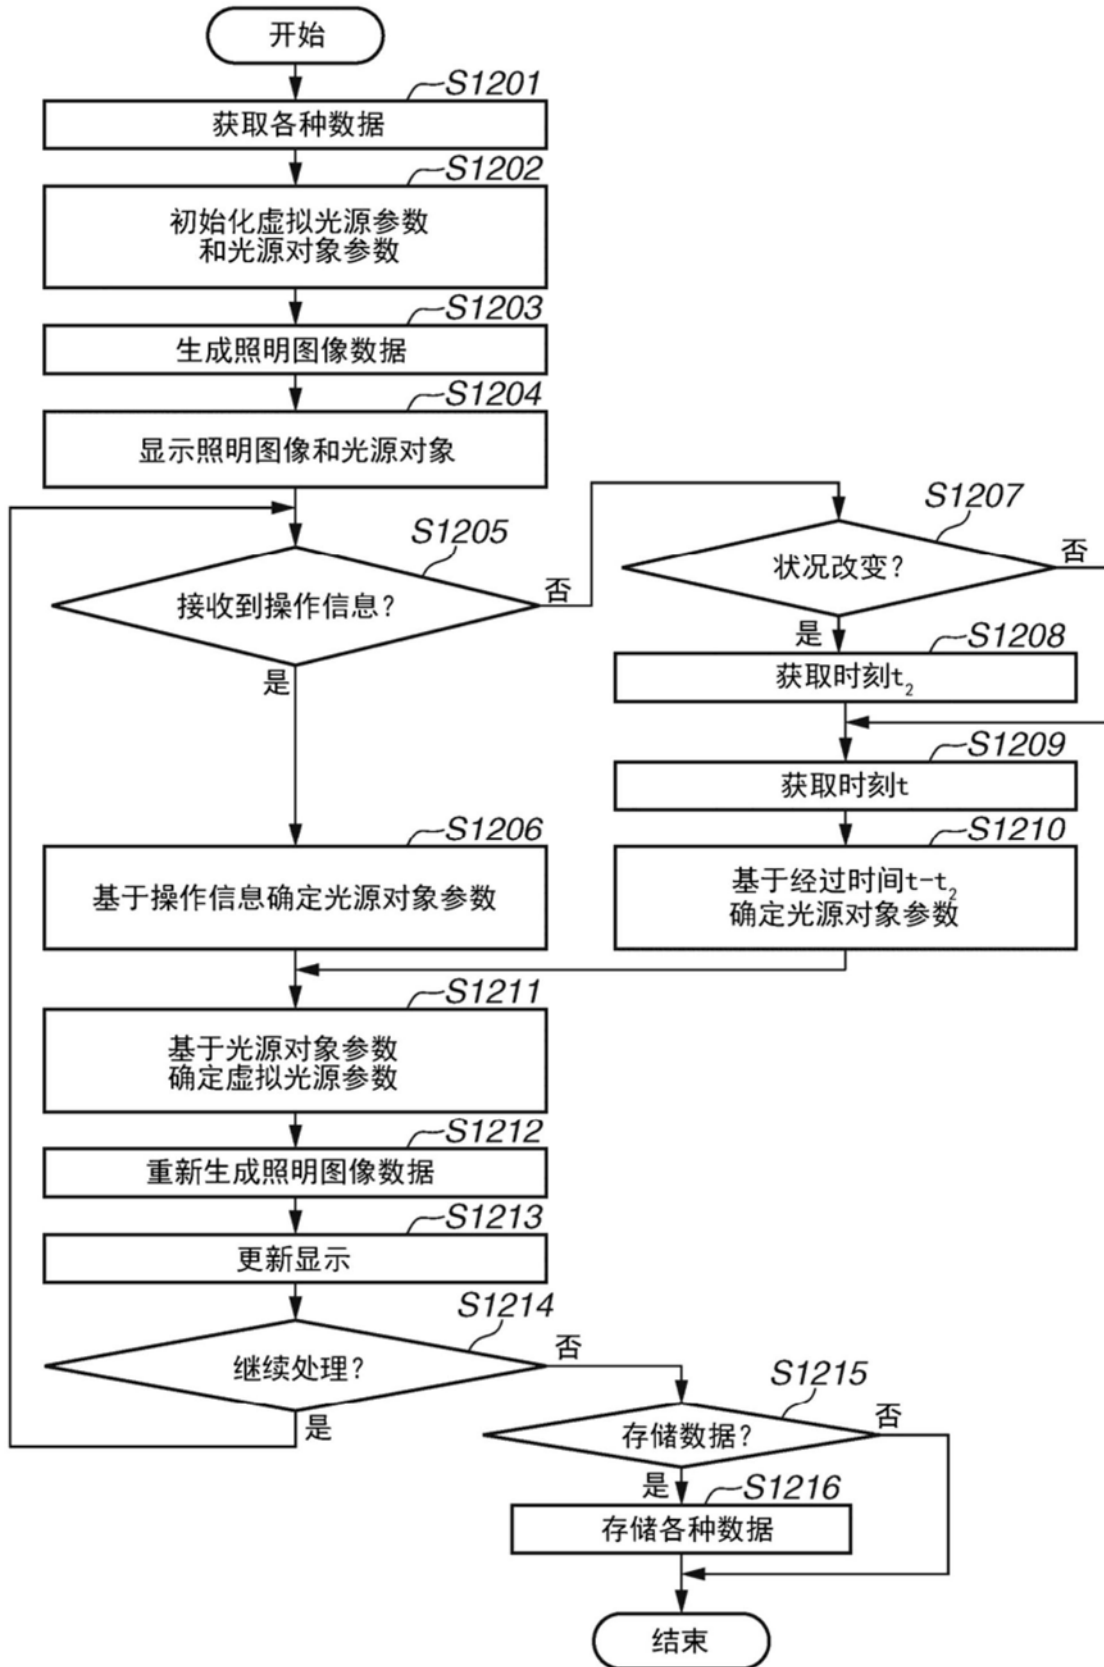 开始
S1201
获取各种数据
S1202
初始化虚拟光源参数
和光源对象参数
S1203
生成照明图像数据
S1204
显示照明图像和光源对象
S1205
接收到操作信息?
否
是
S1207
状况改变?
否
是
S1208
获取时刻t₂
S1209
获取时刻t
S1210
基于经过时间t-t₂
确定光源对象参数
S1206
基于操作信息确定光源对象参数
S1211
基于光源对象参数
确定虚拟光源参数
S1212
重新生成照明图像数据
S1213
更新显示
S1214
继续处理?
否
是
S1215
存储数据?
否
是
S1216
存储各种数据
结束